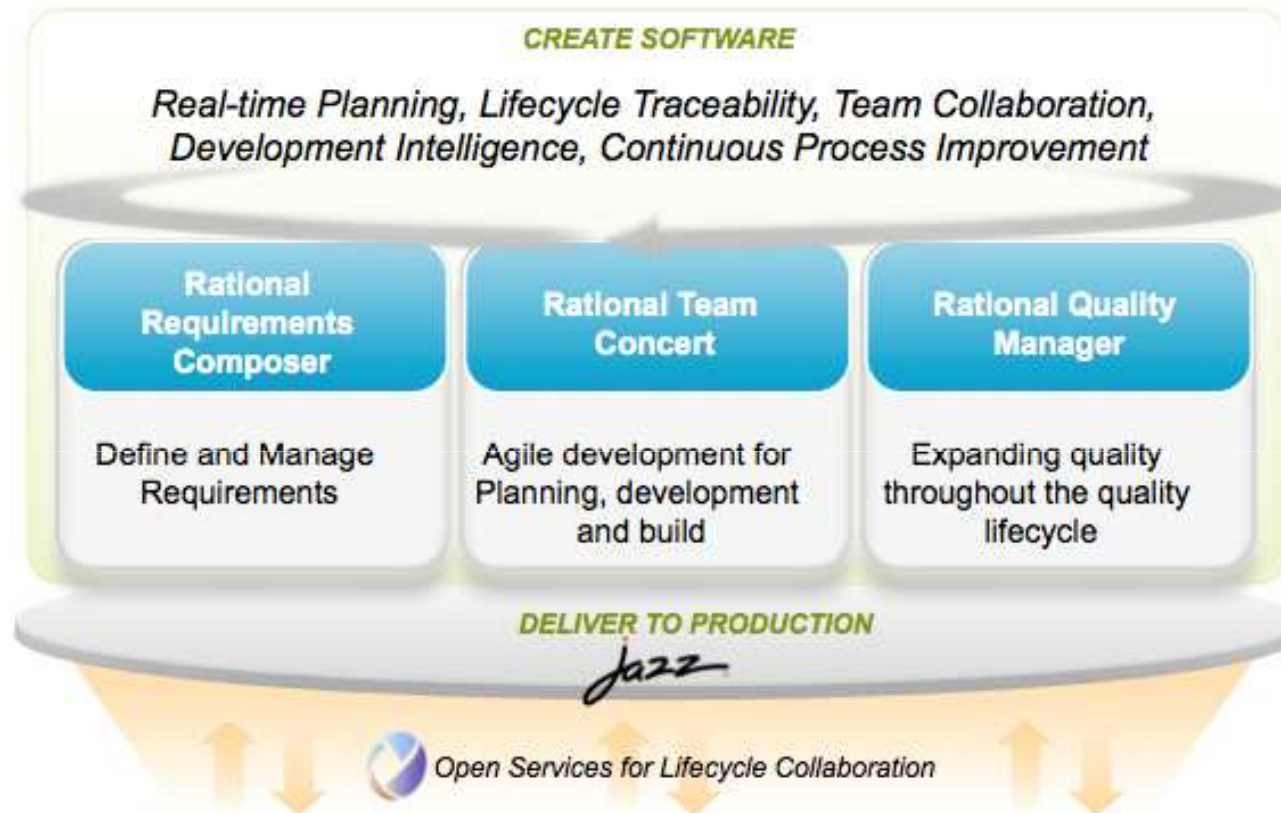 CREATE SOFTWARE
Real-time Planning, Lifecycle Traceability, Team Collaboration,
Development Intelligence, Continuous Process Improvement
Rational
Requirements
Composer
Define and Manage
Requirements
Rational Team
Concert
Agile development for
Planning, development
and build
Rational Quality
Manager
Expanding quality
throughout the quality
lifecycle
DELIVER TO PRODUCTION
jazz
Open Services for Lifecycle Collaboration